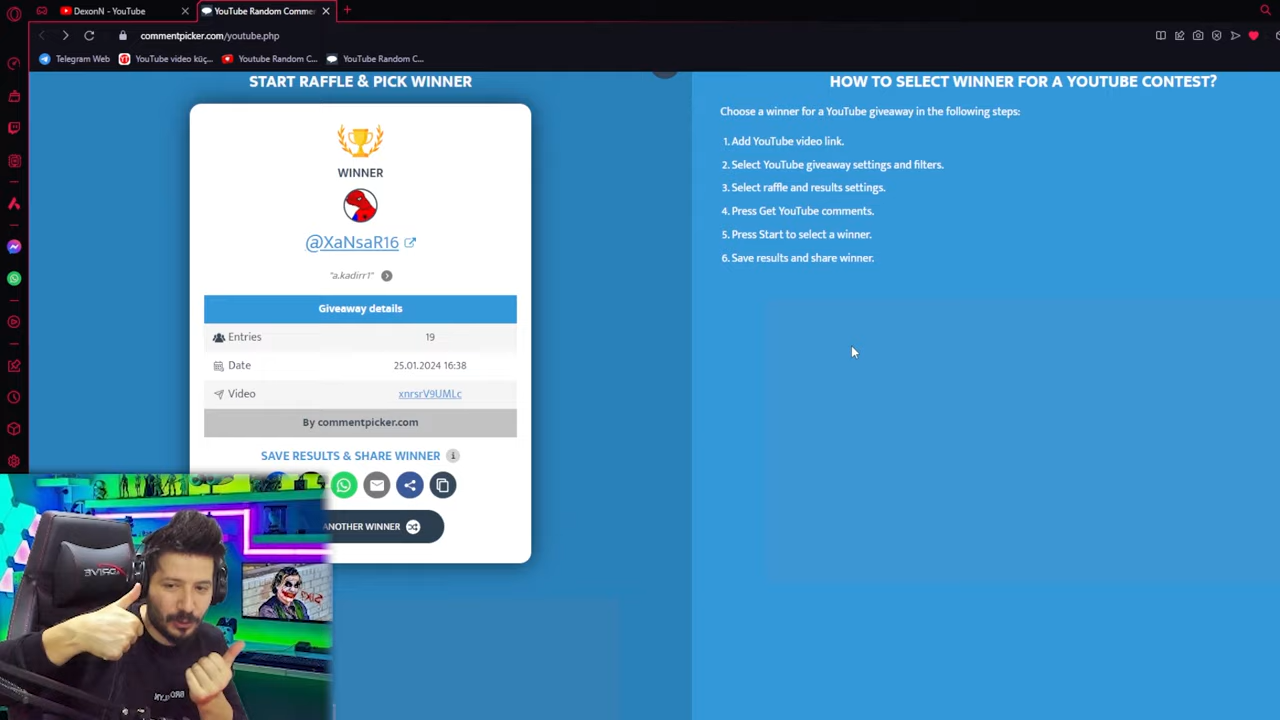 DexonN - YouTube
YouTube Random Comme
commentpicker.com/youtube.php
Telegram Web
YouTube video küç...
Youtube Random C...
YouTube Random C...
START RAFFLE & PICK WINNER
WINNER
@XaNsaR16
"a.kadirr1"
Giveaway details
Entries 19
Date 25.01.2024 16:38
Video xnrsrV9UMLc
By commentpicker.com
SAVE RESULTS & SHARE WINNER
ANOTHER WINNER
HOW TO SELECT WINNER FOR A YOUTUBE CONTEST?
Choose a winner for a YouTube giveaway in the following steps:
1. Add YouTube video link.
2. Select YouTube giveaway settings and filters.
3. Select raffle and results settings.
4. Press Get YouTube comments.
5. Press Start to select a winner.
6. Save results and share winner.